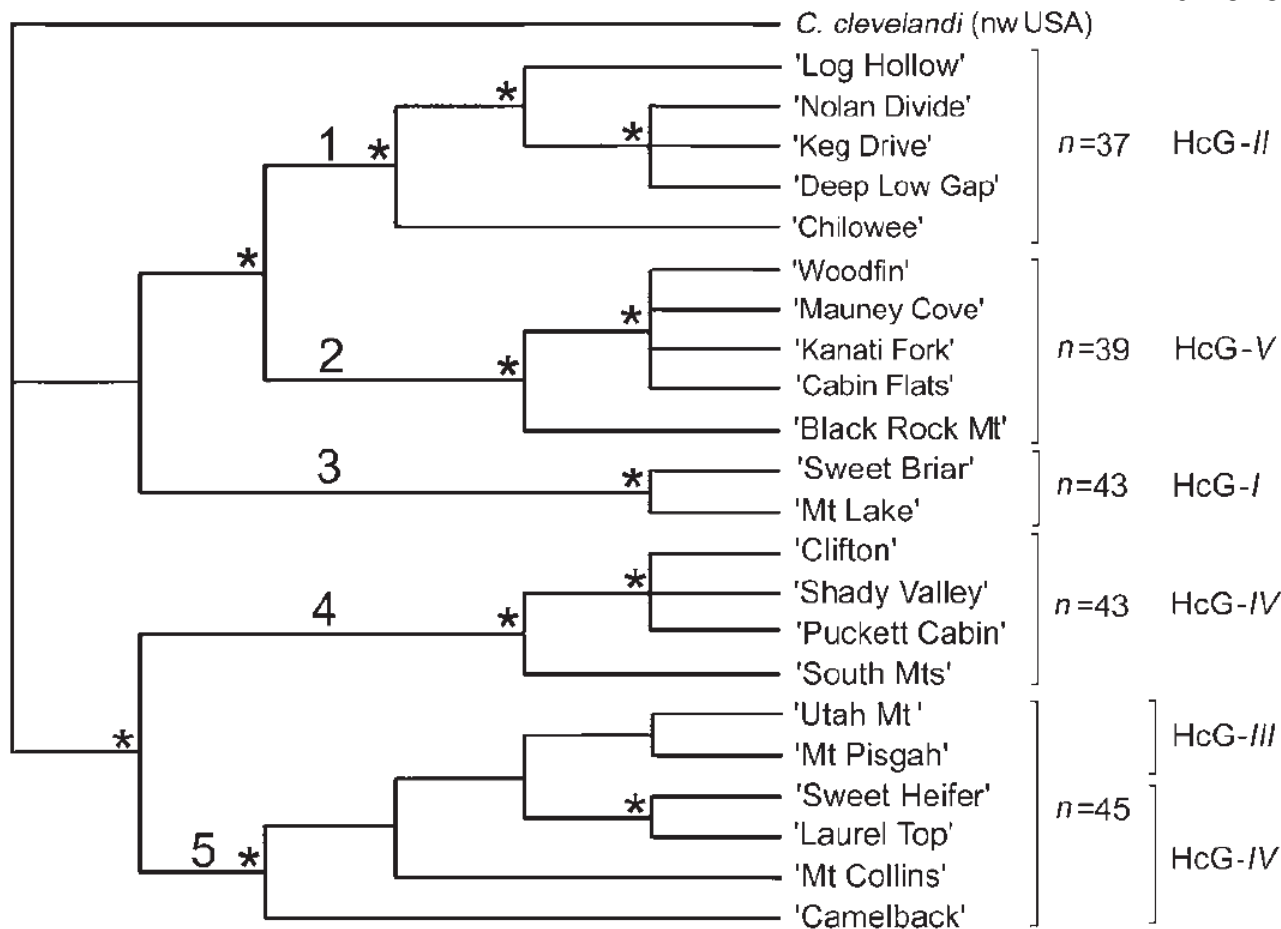 C. clevelandi (nw USA)
'Log Hollow'
*
'Nolan Divide'
*
1
*
'Keg Drive'
n=37
HcG-II
'Deep Low Gap'
'Chilowee'
*
'Woodfin'
'Mauney Cove'
*
2
*
'Kanati Fork'
n=39
HcG-V
'Cabin Flats'
'Black Rock Mt'
3
*
'Sweet Briar'
n=43
HcG-I
'Mt Lake'
'Clifton'
*
4
*
'Shady Valley'
n=43
HcG-IV
'Puckett Cabin'
'South Mts'
*
'Utah Mt'
HcG-III
'Mt Pisgah'
*
'Sweet Heifer'
n=45
'Laurel Top'
5
*
HcG-IV
'Mt Collins'
'Camelback'